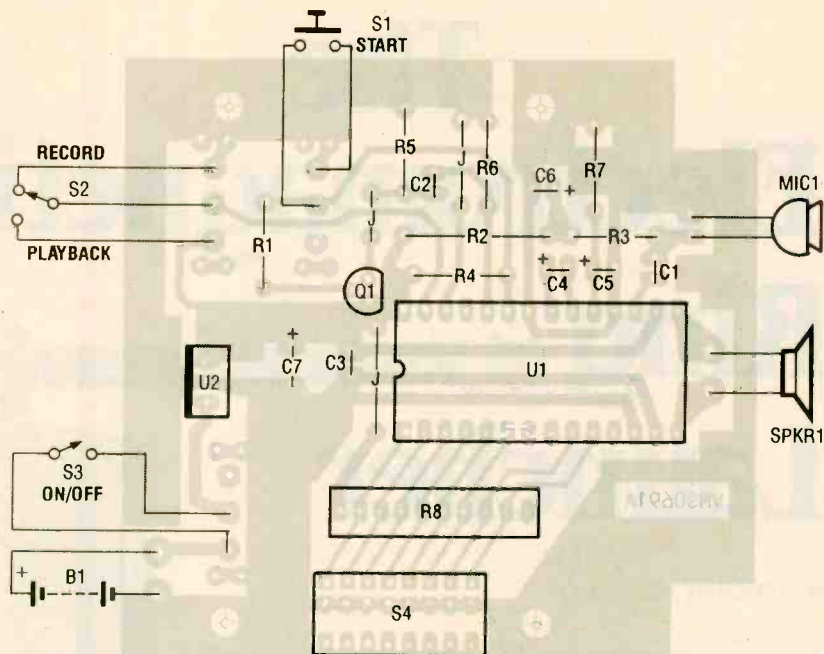 S1
START
RECORD
S2
PLAYBACK
R5
J
R6
C2
C6
+
R7
MIC1
J
R1
R2
R3
R4
+
C4
+
C5
C1
Q1
+
C7
C3
J
U1
U2
SPKR1
S3
ON/OFF
R8
VN30691A
+
B1
S4